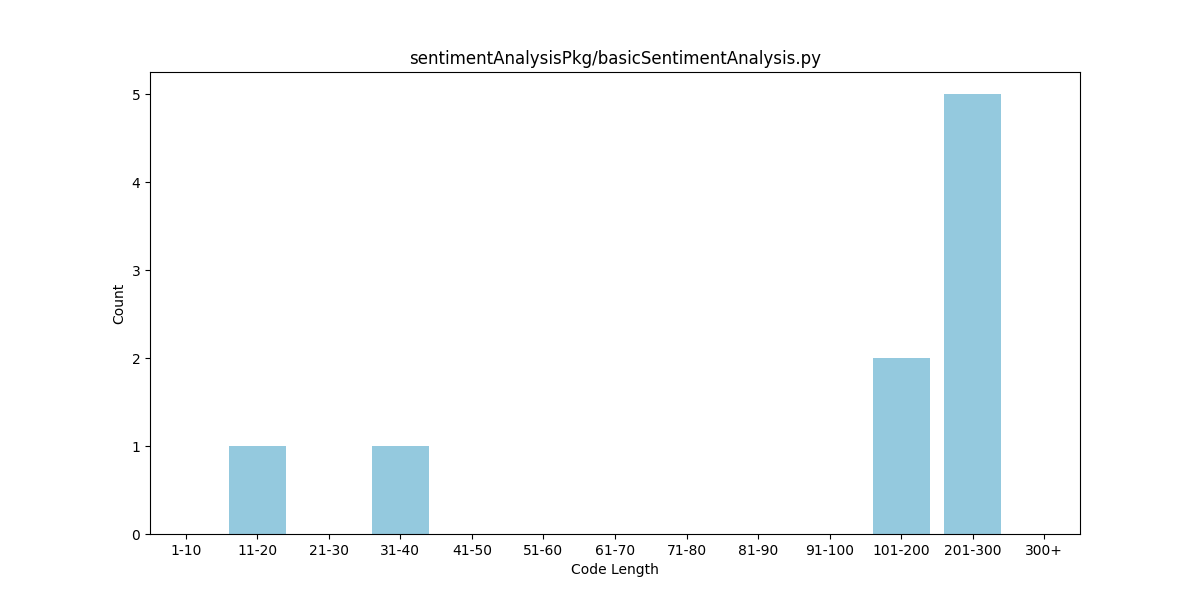 sentimentAnalysisPkg/basicSentimentAnalysis.py
5
4
3
2
1
0
Count
1-10 11-20 21-30 31-40 41-50 51-60 61-70 71-80 81-90 91-100 101-200 201-300 300+
Code Length